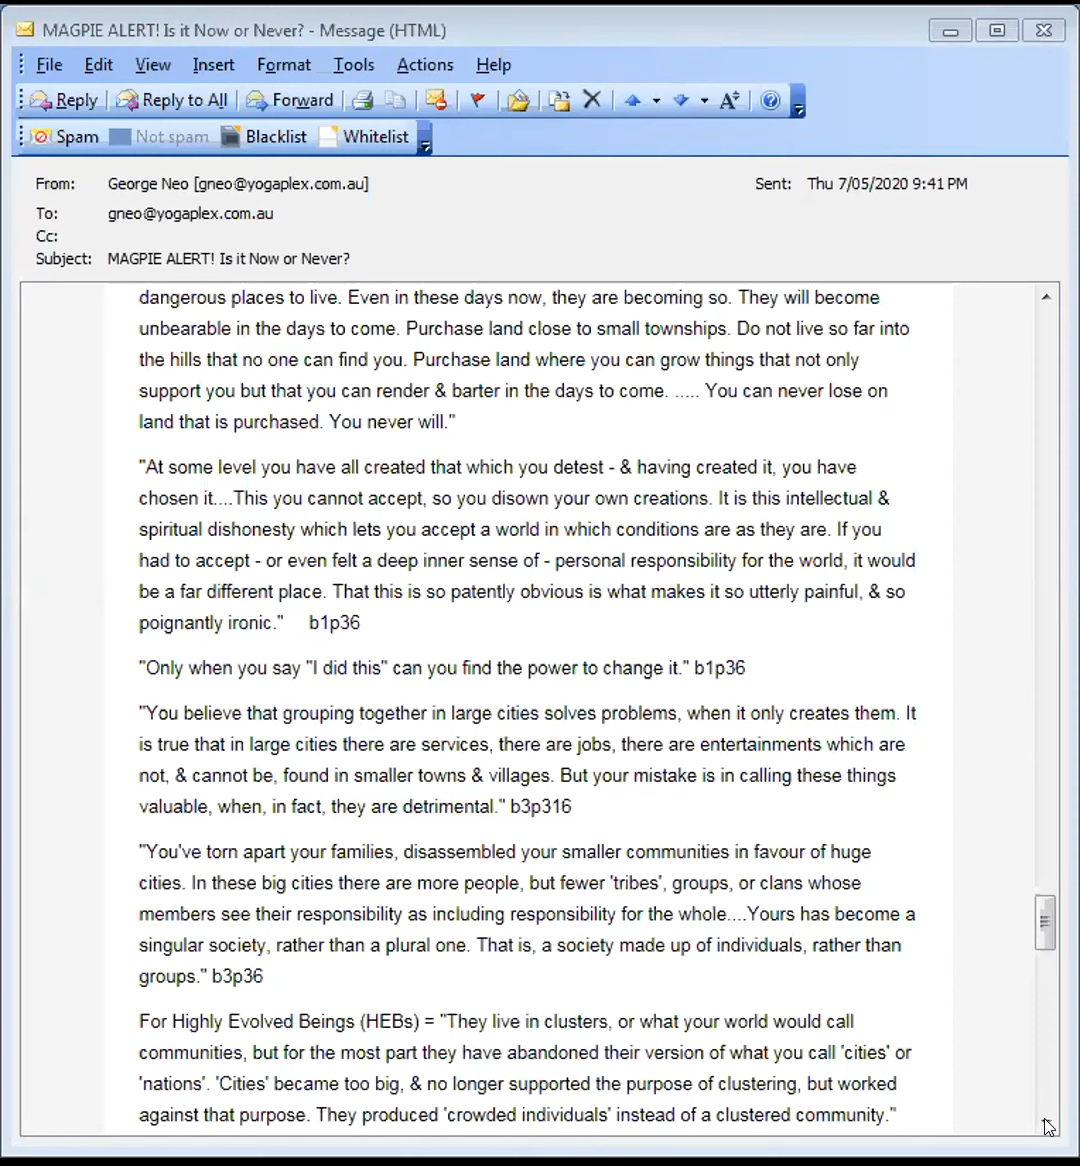 MAGPIE ALERT! Is it Now or Never? - Message (HTML)
File Edit View Insert Format Tools Actions Help
Reply Reply to All Forward
Spam Not spam Blacklist Whitelist
From: George Neo [gneo@yogaplex.com.au] Sent: Thu 7/05/2020 9:41 PM
To: gneo@yogaplex.com.au
Cc:
Subject: MAGPIE ALERT! Is it Now or Never?
dangerous places to live. Even in these days now, they are becoming so. They will become
unbearable in the days to come. Purchase land close to small townships. Do not live so far into
the hills that no one can find you. Purchase land where you can grow things that not only
support you but that you can render & barter in the days to come. ..... You can never lose on
land that is purchased. You never will."
"At some level you have all created that which you detest - & having created it, you have
chosen it....This you cannot accept, so you disown your own creations. It is this intellectual &
spiritual dishonesty which lets you accept a world in which conditions are as they are. If you
had to accept - or even felt a deep inner sense of - personal responsibility for the world, it would
be a far different place. That this is so patently obvious is what makes it so utterly painful, & so
poignantly ironic." b1p36
"Only when you say "I did this" can you find the power to change it." b1p36
"You believe that grouping together in large cities solves problems, when it only creates them. It
is true that in large cities there are services, there are jobs, there are entertainments which are
not, & cannot be, found in smaller towns & villages. But your mistake is in calling these things
valuable, when, in fact, they are detrimental." b3p316
"You've torn apart your families, disassembled your smaller communities in favour of huge
cities. In these big cities there are more people, but fewer 'tribes', groups, or clans whose
members see their responsibility as including responsibility for the whole....Yours has become a
singular society, rather than a plural one. That is, a society made up of individuals, rather than
groups." b3p36
For Highly Evolved Beings (HEBs) = "They live in clusters, or what your world would call
communities, but for the most part they have abandoned their version of what you call 'cities' or
'nations'. 'Cities' became too big, & no longer supported the purpose of clustering, but worked
against that purpose. They produced 'crowded individuals' instead of a clustered community."